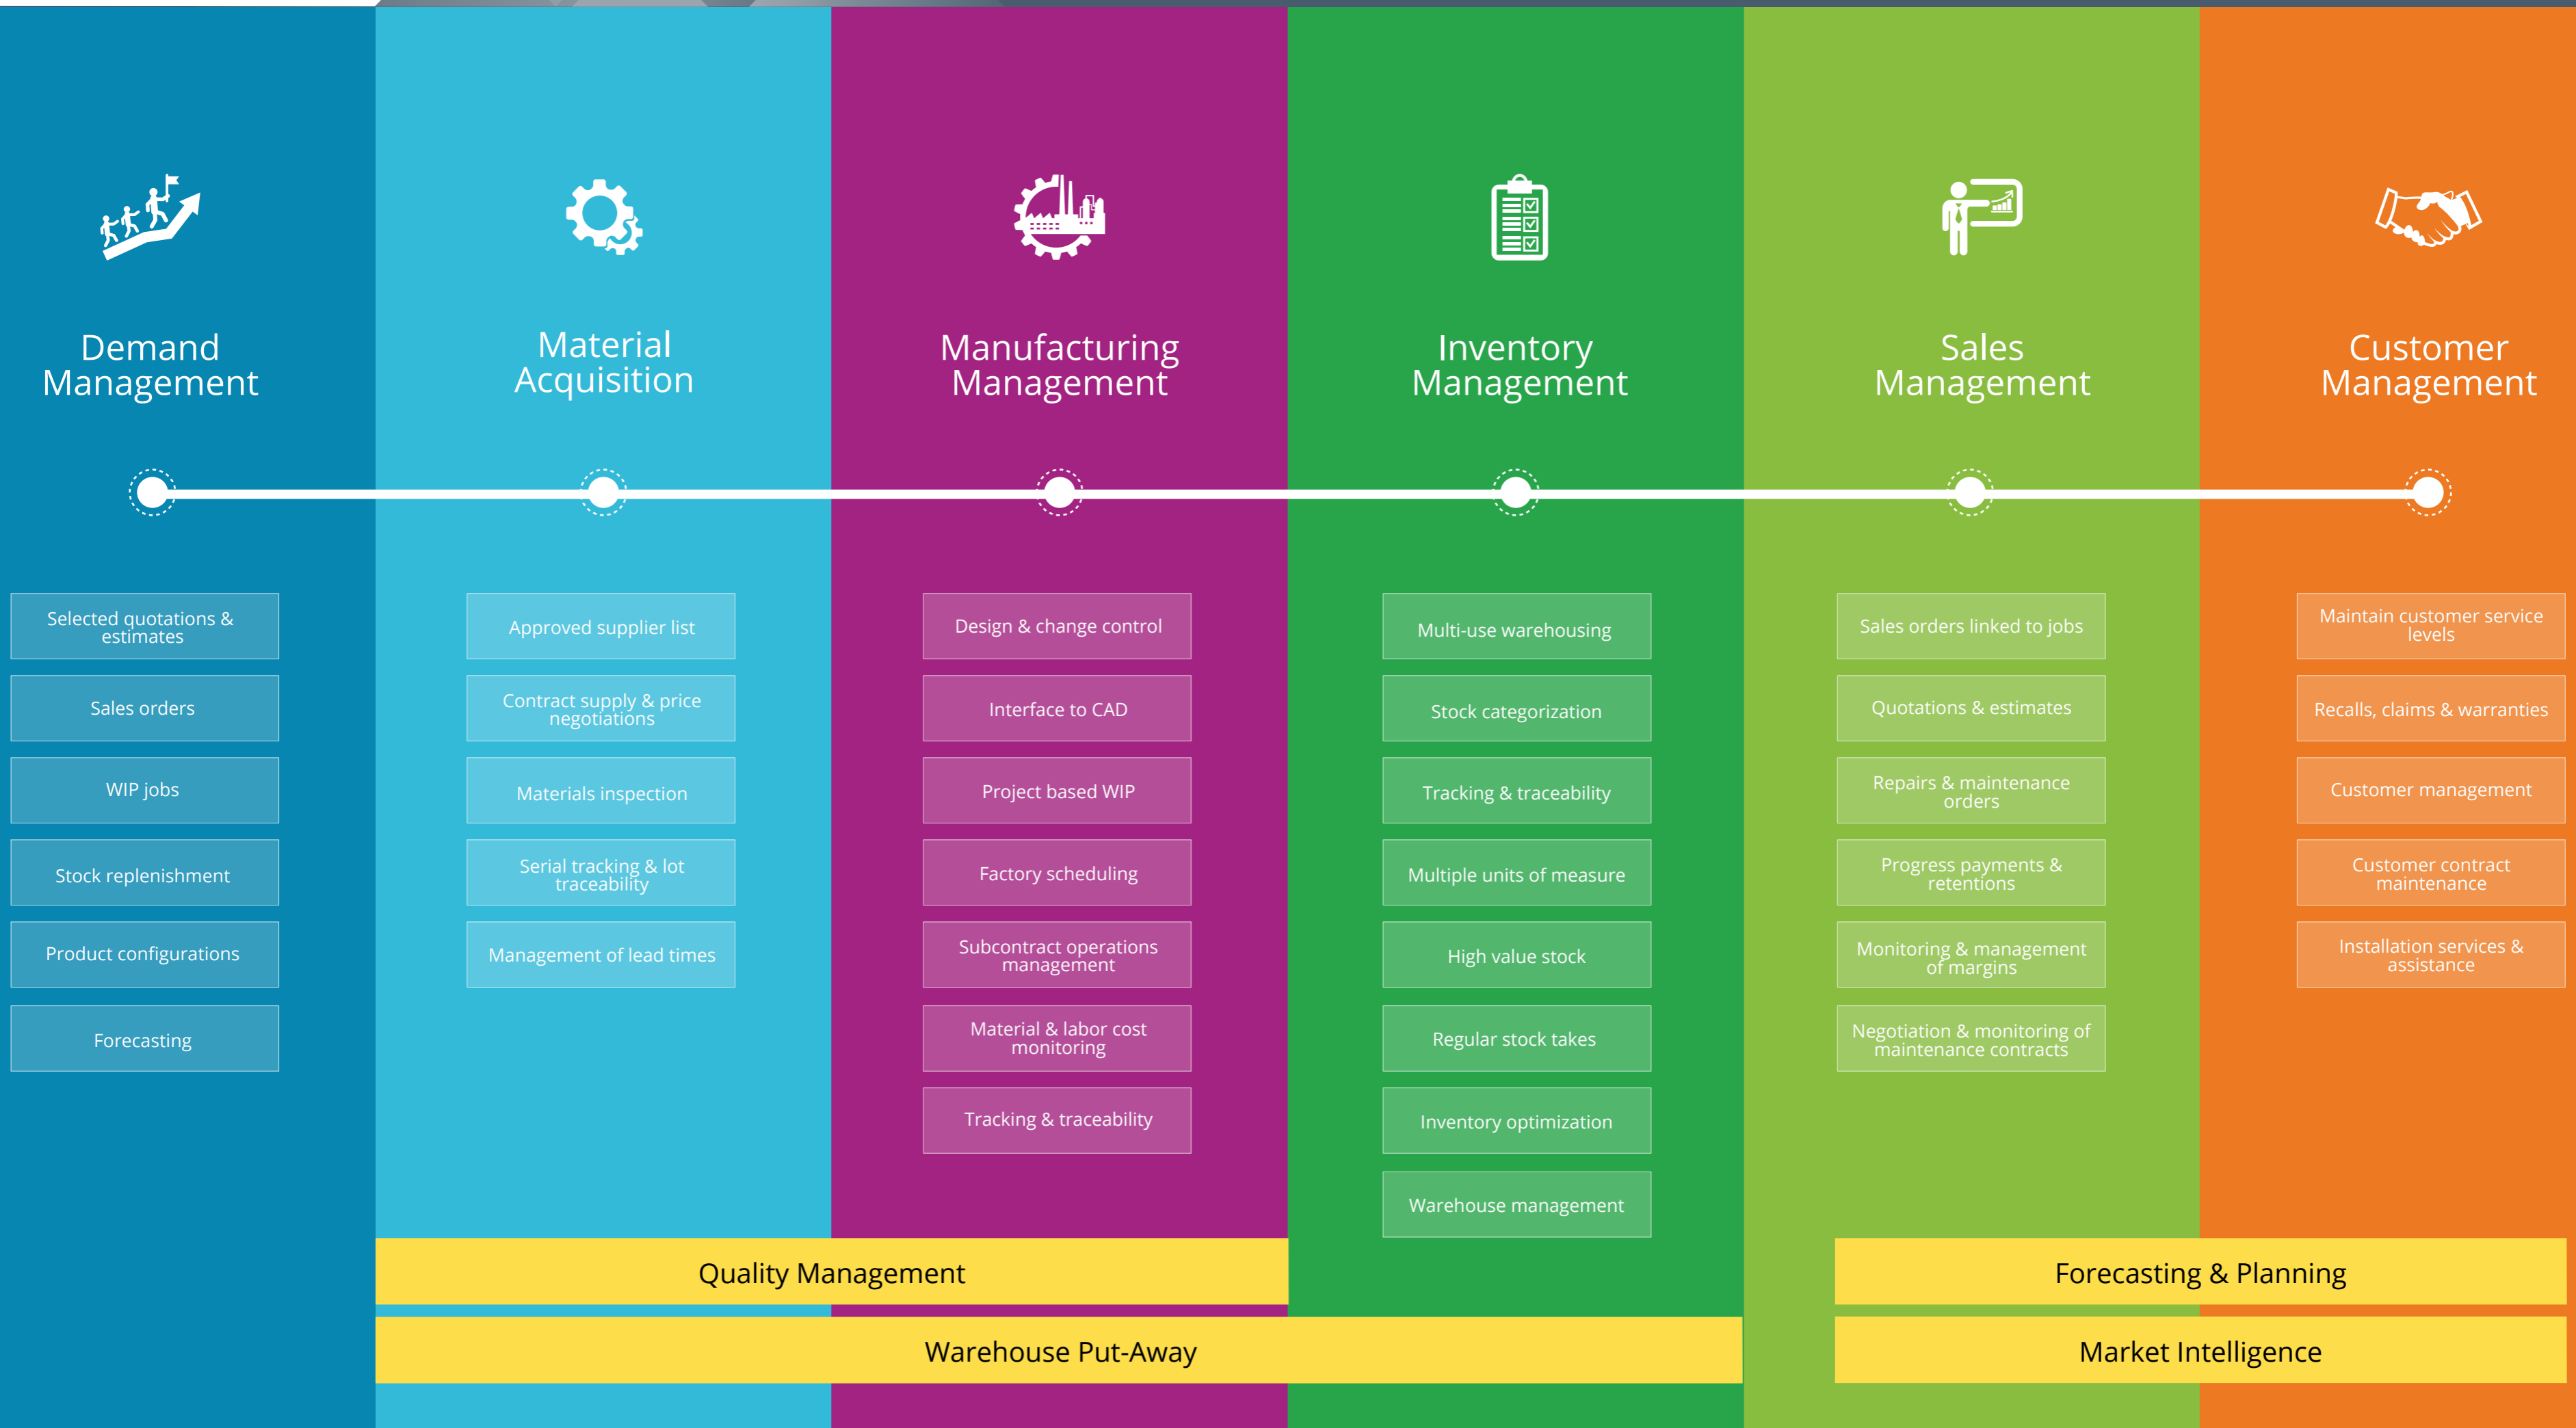 Demand
Management
Material
Acquisition
Manufacturing
Management
Inventory
Management
Sales
Management
Customer
Management
Selected quotations &
estimates
Sales orders
WIP jobs
Stock replenishment
Product configurations
Forecasting
Approved supplier list
Contract supply & price
negotiations
Materials inspection
Serial tracking & lot
traceability
Management of lead times
Design & change control
Interface to CAD
Project based WIP
Factory scheduling
Subcontract operations
management
Material & labor cost
monitoring
Tracking & traceability
Multi-use warehousing
Stock categorization
Tracking & traceability
Multiple units of measure
High value stock
Regular stock takes
Inventory optimization
Warehouse management
Sales orders linked to jobs
Quotations & estimates
Repairs & maintenance
orders
Progress payments &
retentions
Monitoring & management
of margins
Negotiation & monitoring of
maintenance contracts
Maintain customer service
levels
Recalls, claims & warranties
Customer management
Customer contract
maintenance
Installation services &
assistance
Quality Management
Forecasting & Planning
Warehouse Put-Away
Market Intelligence